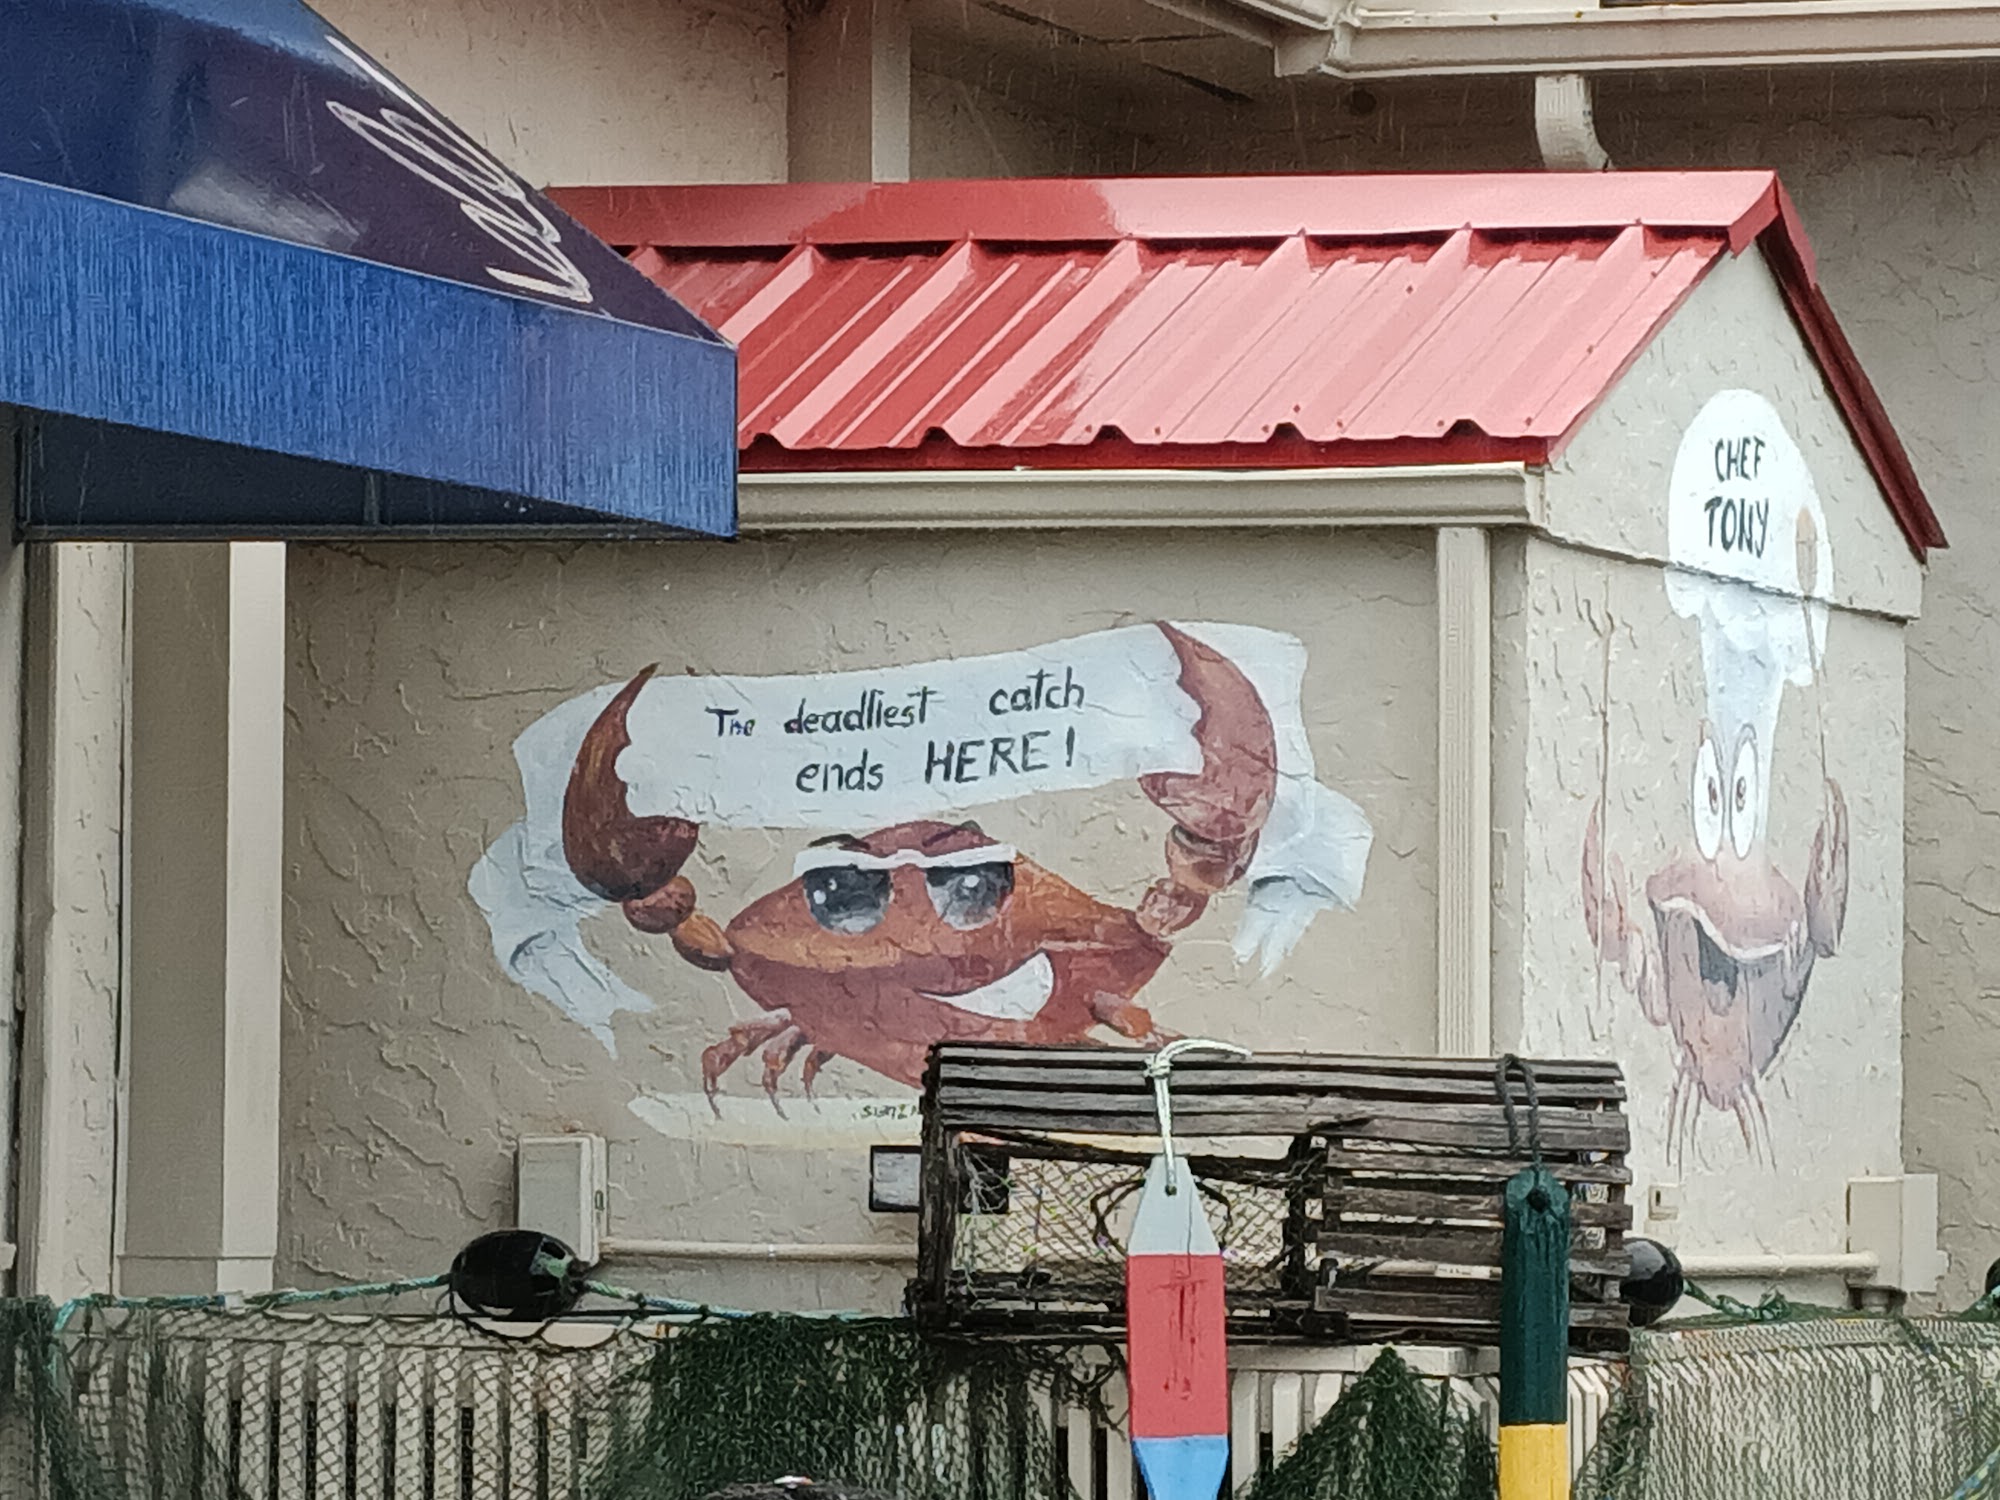 CHEF
TONY
The deadliest catch
ends HERE!